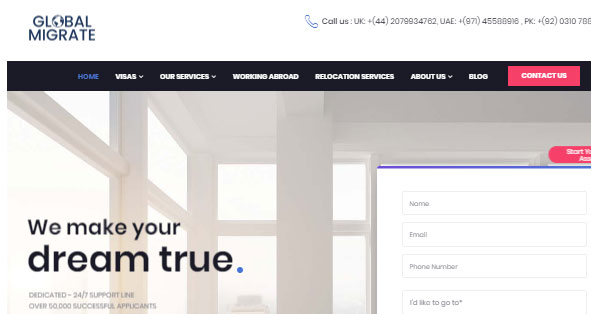 GLOBAL
MIGRATE
Call us : UK: +(44) 2079934762, UAE: +(971) 45588916 , PK: +(92) 0310 788
HOME VISAS OUR SERVICES WORKING ABROAD RELOCATION SERVICES ABOUT US BLOG CONTACT US
Start Yo
Ass
Name
Email
Phone Number
I'd like to go to*
We make your
dream true.
DEDICATED - 24/7 SUPPORT LINE
OVER 50,000 SUCCESSFUL APPLICANTS